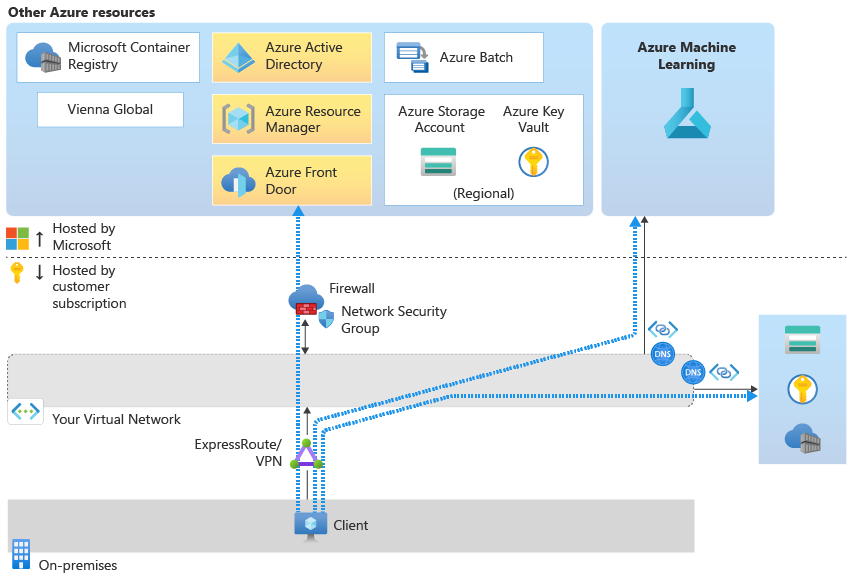 Other Azure resources
Microsoft Container
Registry
Azure Active
Directory
Azure Batch
Azure Machine
Learning
Vienna Global
Azure Resource
Manager
Azure Storage
Account
Azure Key
Vault
Azure Front
Door
(Regional)
Hosted by
Microsoft
Hosted by
customer
subscription
Firewall
Network Security
Group
DNS
DNS
Your Virtual Network
ExpressRoute/
VPN
Client
On-premises